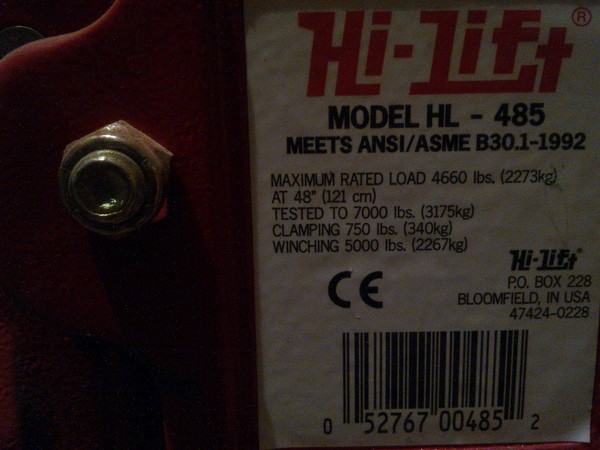 Hi-Lift®
MODEL HL - 485
MEETS ANSI/ASME B30.1-1992
MAXIMUM RATED LOAD 4660 lbs. (2273kg)
AT 48" (121 cm)
TESTED TO 7000 lbs. (3175kg)
CLAMPING 750 lbs. (340kg)
WINCHING 5000 lbs. (2267kg)
CE
Hi-Lift®
P.O. BOX 228
BLOOMFIELD, IN USA
47424-0228
0 52767 00485 2